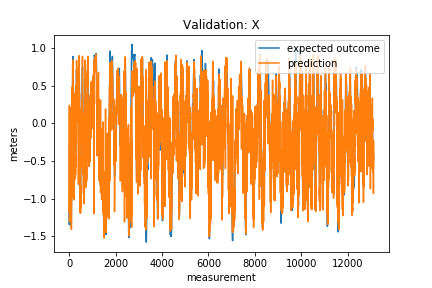 Validation: X
expected outcome
prediction
1.0
0.5
0.0
−0.5
−1.0
−1.5
meters
0 2000 4000 6000 8000 10000 12000
measurement